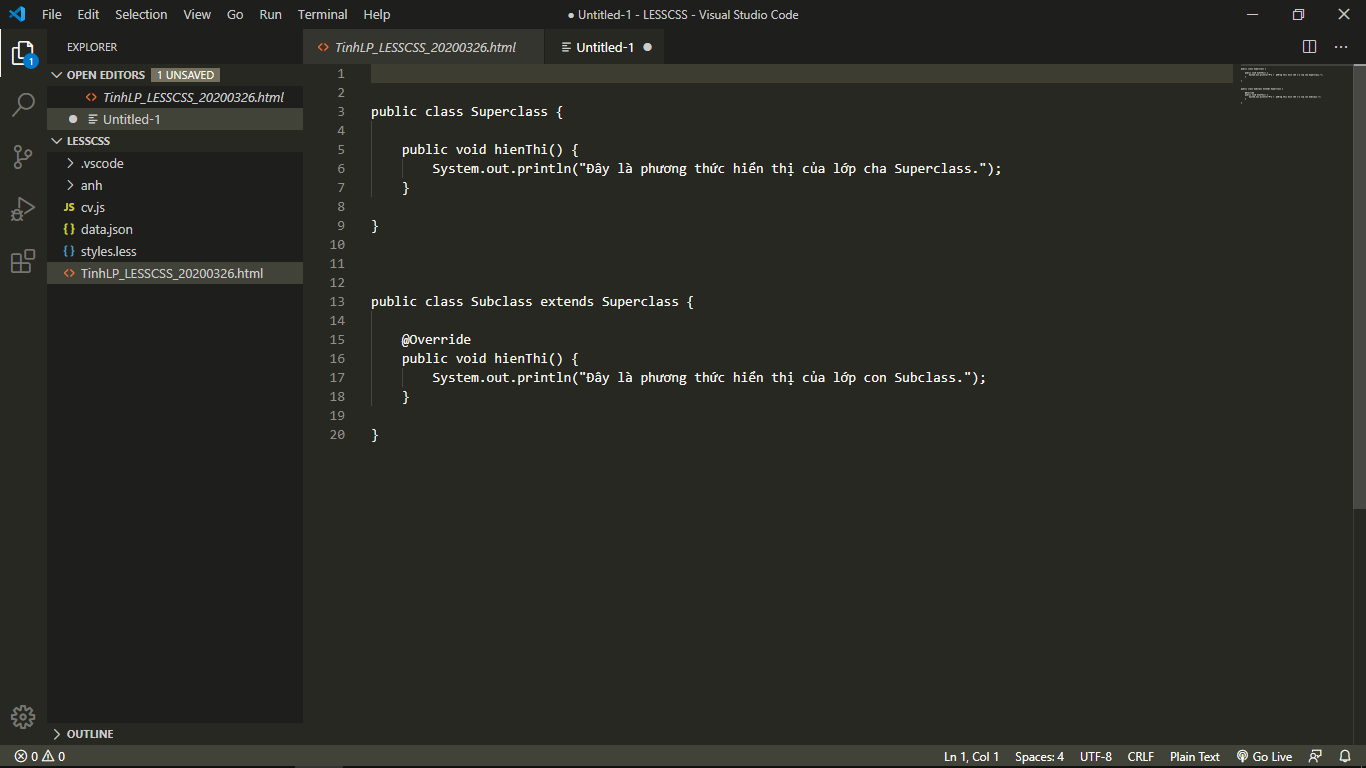 File Edit Selection View Go Run Terminal Help
● Untitled-1 - LESSCSS - Visual Studio Code
1
EXPLORER
OPEN EDITORS 1 UNSAVED
TinhLP_LESSCSS_20200326.html
Untitled-1
LESSCSS
.vscode
anh
JS cv.js
{} data.json
{} styles.less
<> TinhLP_LESSCSS_20200326.html
OUTLINE
<> TinhLP_LESSCSS_20200326.html Untitled-1
1
2
3 public class Superclass {
4
5 public void hienThi() {
6 System.out.println("Đây là phương thức hiển thị của lớp cha Superclass.");
7 }
8
9 }
10
11
12
13 public class Subclass extends Superclass {
14
15 @Override
16 public void hienThi() {
17 System.out.println("Đây là phương thức hiển thị của lớp con Subclass.");
18 }
19
20 }
0 0 Ln 1, Col 1 Spaces: 4 UTF-8 CRLF Plain Text Go Live